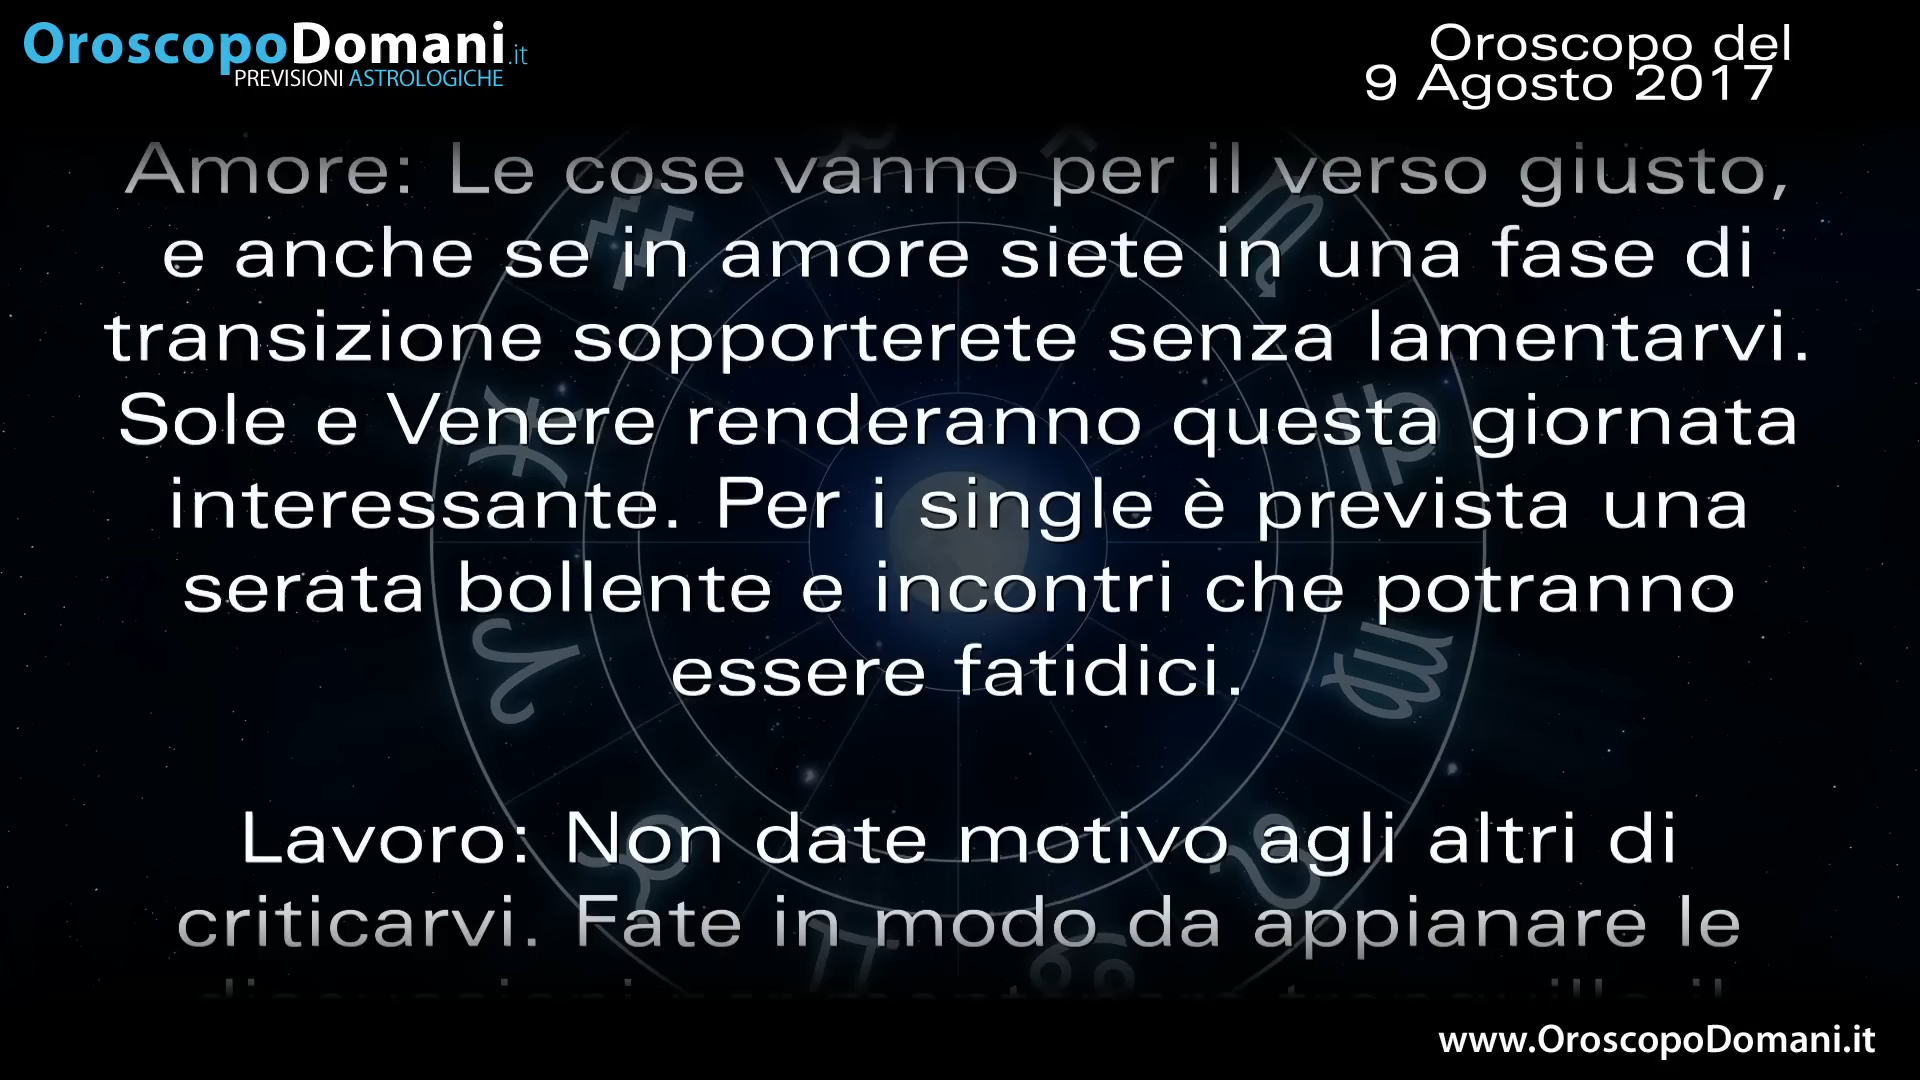 OroscopoDomani.it
PREVISIONI ASTROLOGICHE
Oroscopo del
9 Agosto 2017
Amore: Le cose vanno per il verso giusto,
e anche se in amore siete in una fase di
transizione sopporterete senza lamentarvi.
Sole e Venere renderanno questa giornata
interessante. Per i single è prevista una
serata bollente e incontri che potranno
essere fatidici.
Lavoro: Non date motivo agli altri di
criticarvi. Fate in modo da appianare le
www.OroscopoDomani.it